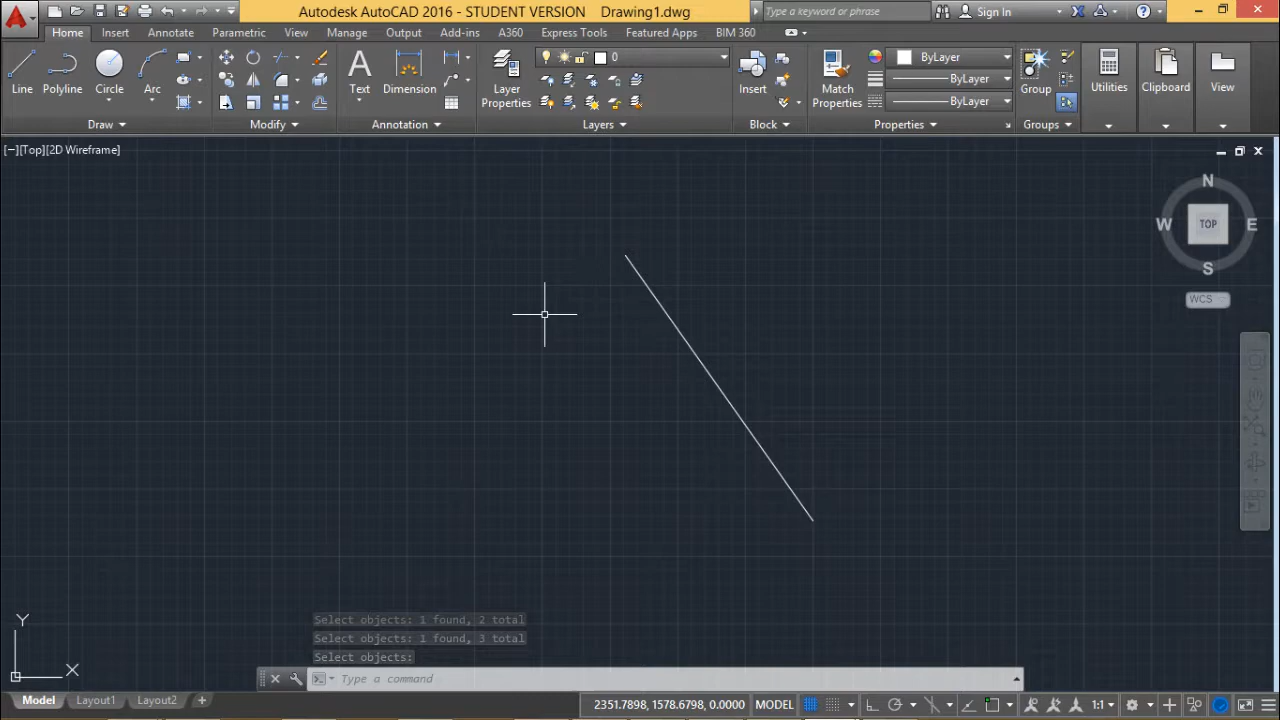 Autodesk AutoCAD 2016 - STUDENT VERSION Drawing1.dwg
Type a keyword or phrase
Sign In
Home Insert Annotate Parametric View Manage Output Add-ins A360 Express Tools Featured Apps BIM 360
Line Polyline Circle Arc
Text Dimension
Layer Properties
0
Insert
Match Properties
ByLayer
ByLayer
ByLayer
Group
Utilities
Clipboard
View
Draw Modify Annotation Layers Block Properties Groups
[−][Top][2D Wireframe]
N
W TOP E
S
WCS
Y
X
Select objects: 1 found, 2 total
Select objects: 1 found, 3 total
Select objects:
Type a command
Model Layout1 Layout2
2351.7898, 1578.6798, 0.0000 MODEL 1:1